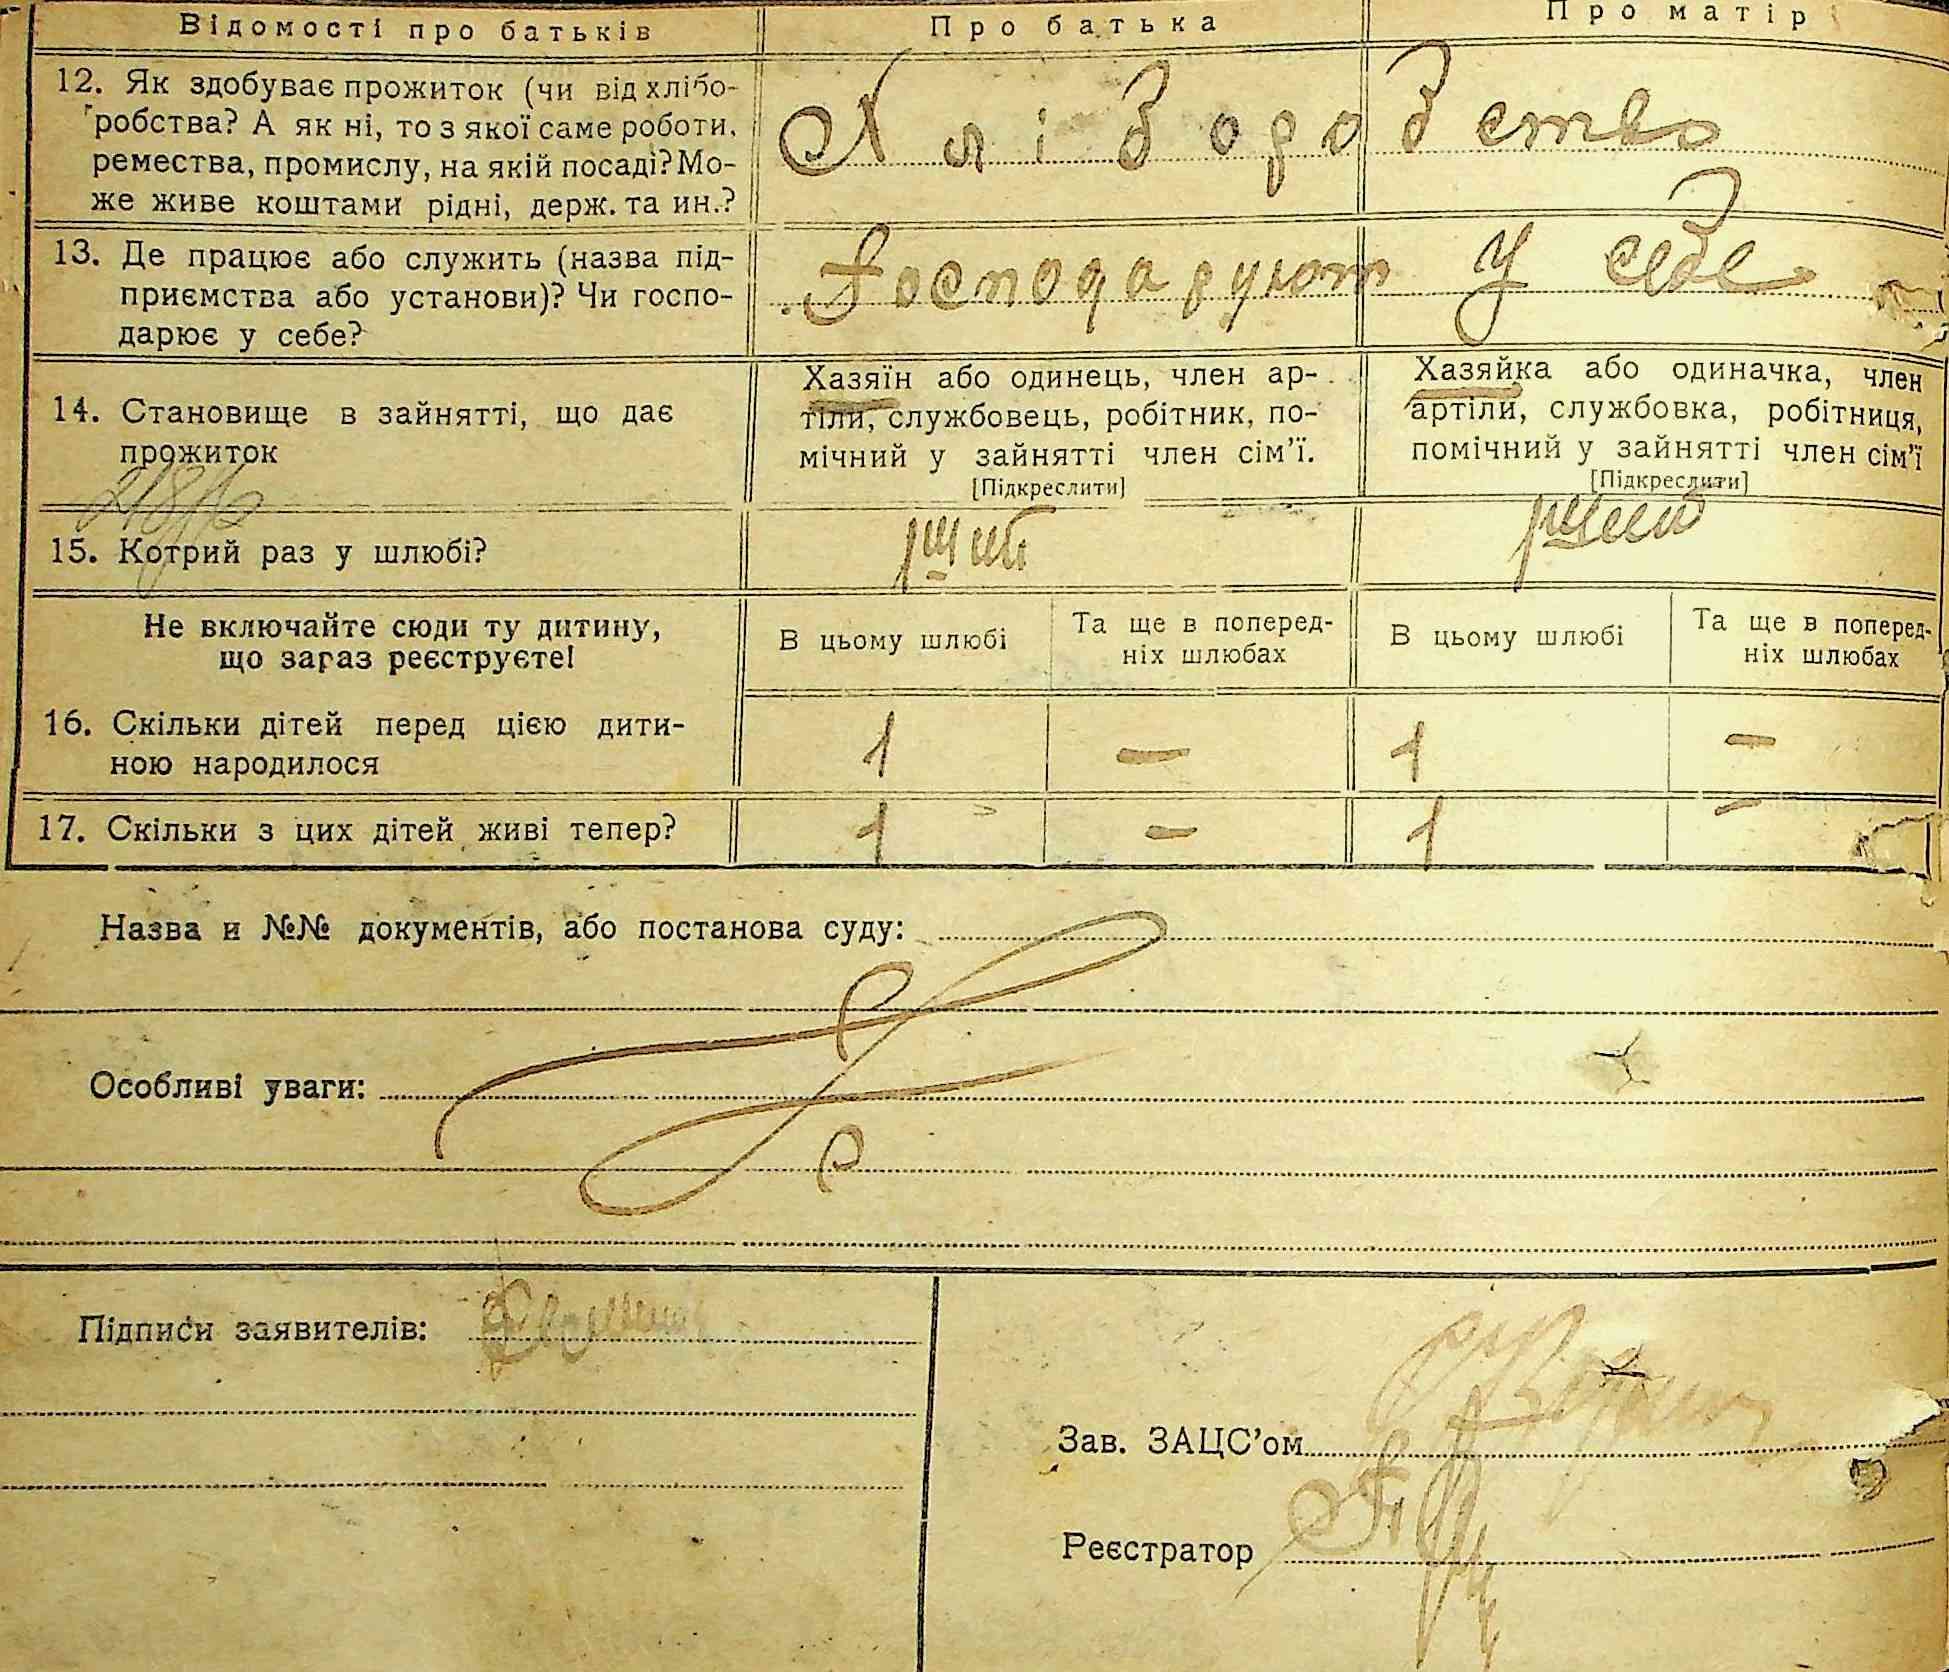 Відомості про батьків Про батька Про матір
12. Як здобуває прожиток (чи від хлібо-
робства? А як ні, то з якої саме роботи,
ремества, промислу, на якій посаді? Мо-
же живе коштами рідні, держ. та ин.?
Хліборобство
13. Де працює або служить (назва під-
приємства або установи)? Чи госпо-
дарює у себе?
Господарують у себе
14. Становище в зайнятті, що дає
прожиток
Хазяїн або одинець, член ар-
тіли, службовець, робітник, по-
мічний у зайнятті член сім'ї.
[Підкреслити]
Хазяйка або одиначка, член
артіли, службовка, робітниця,
помічний у зайнятті член сім'ї
[Підкреслити]
15. Котрий раз у шлюбі?
Не включайте сюди ту дитину,
що зараз реєструєте!
В цьому шлюбі
Та ще в поперед-
ніх шлюбах
В цьому шлюбі
Та ще в поперед-
ніх шлюбах
16. Скільки дітей перед цією дити-
ною народилося
1 — 1 —
17. Скільки з цих дітей живі тепер? 1 — 1 —
Назва и №№ документів, або постанова суду:
Особливі уваги:
Підписи заявителів:
Зав. ЗАЦС'ом
Реєстратор